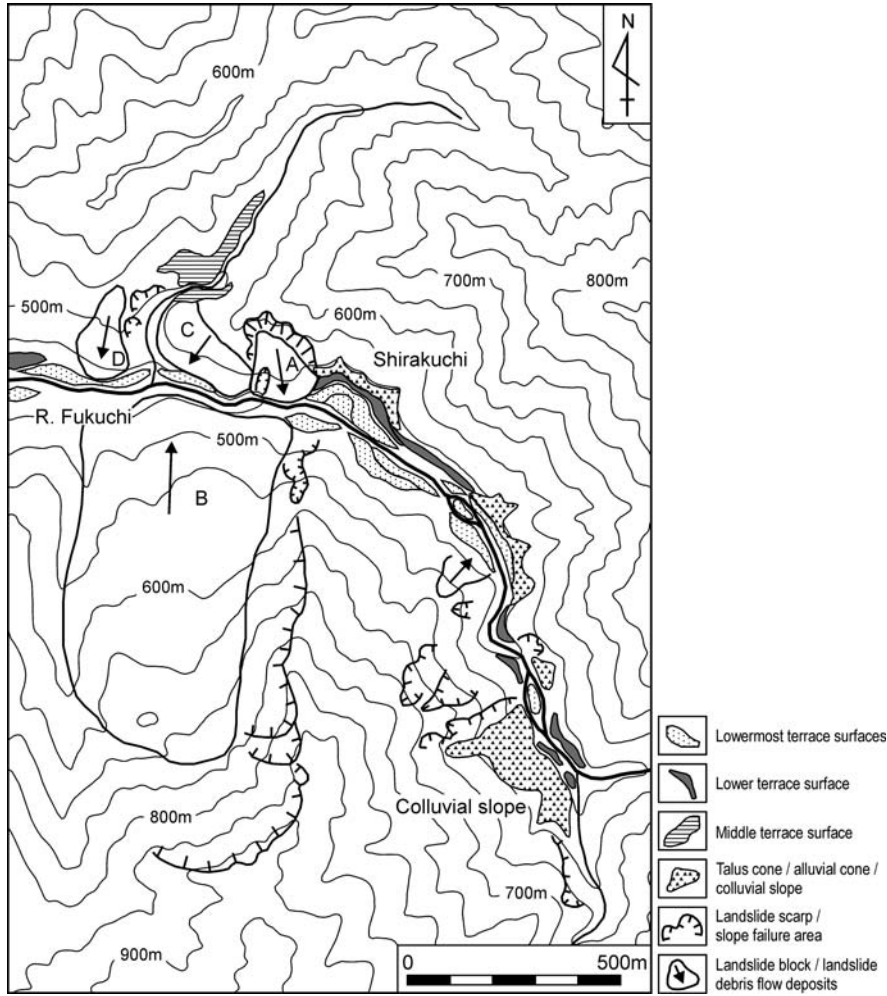 N
600m
700m
800m
500m
600m
C
A
Shirakuchi
D
R. Fukuchi
500m
B
600m
Lowermost terrace surfaces
Lower terrace surface
Colluvial slope
800m
Middle terrace surface
Talus cone / alluvial cone /
colluvial slope
700m
Landslide scarp /
slope failure area
900m
0
500m
Landslide block / landslide
debris flow deposits